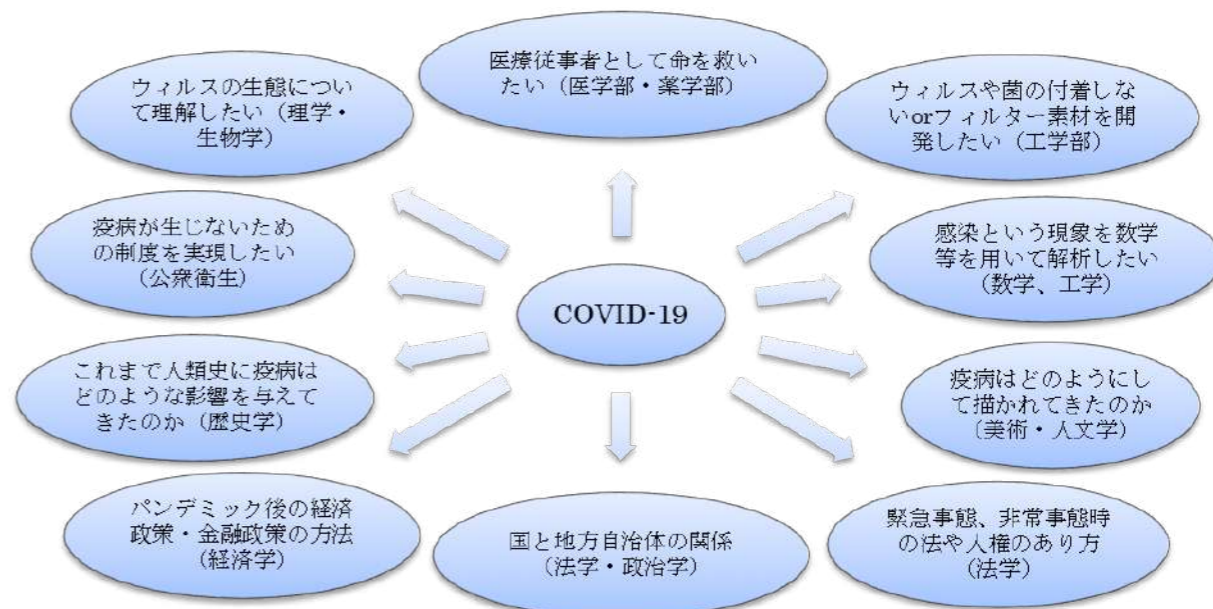 医療従事者として命を救い
たい（医学部・薬学部）
ウィルスの生態につい
て理解したい（理学・
生物学）
ウィルスや菌の付着しな
いorフィルター素材を開
発したい（工学部）
疫病が生じないため
の制度を実現したい
（公衆衛生）
感染という現象を数学
等を用いて解析したい
（数学、工学）
COVID-19
これまで人類史に疫病は
どのような影響を与えて
きたのか（歴史学）
疫病はどのようにし
て描かれてきたのか
（美術・人文学）
パンデミック後の経済
政策・金融政策の方法
（経済学）
国と地方自治体の関係
（法学・政治学）
緊急事態、非常事態時
の法や人権のあり方
（法学）